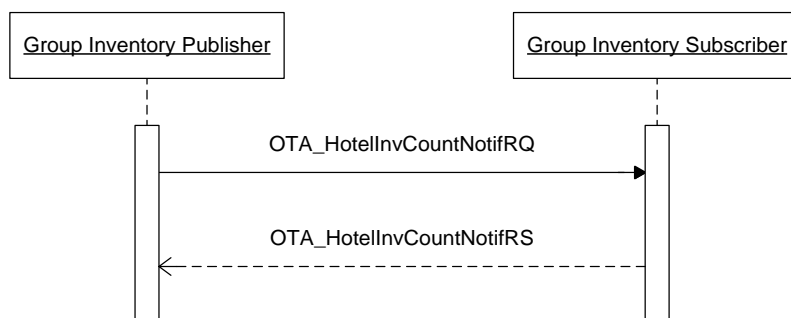 Group Inventory Publisher
Group Inventory Subscriber
OTA_HotelInvCountNotifRQ
OTA_HotelInvCountNotifRS